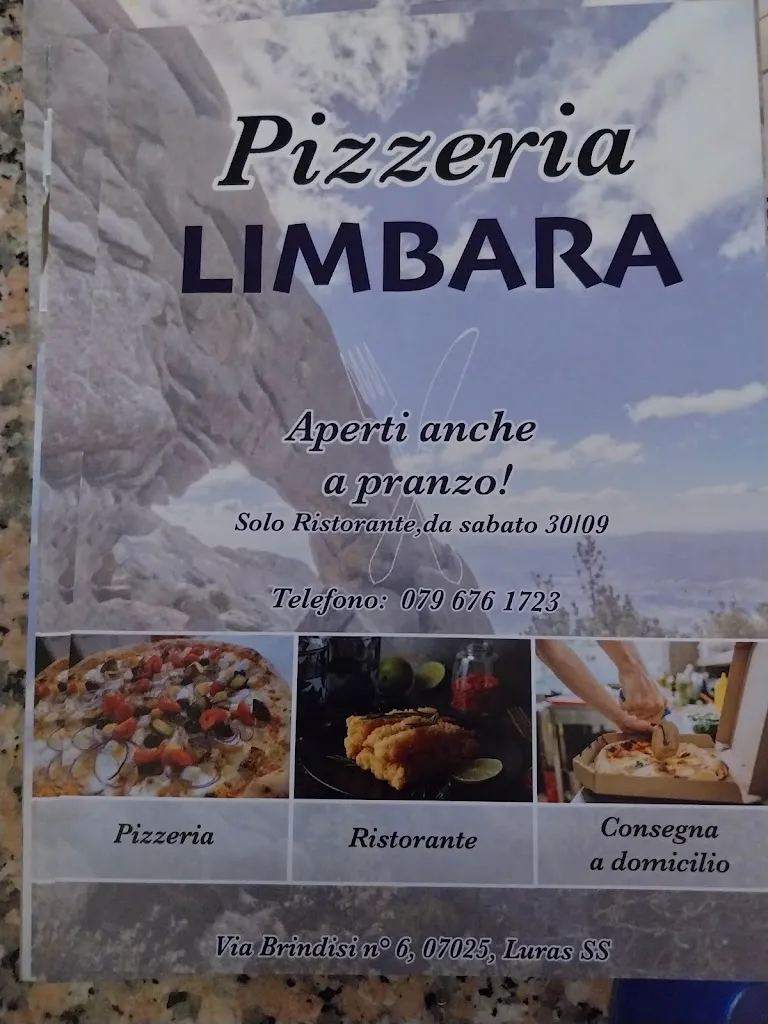 Pizzeria
LIMBARA
Aperti anche
a pranzo!
Solo Ristorante,da sabato 30/09
Telefono: 079 676 1723
Pizzeria
Ristorante
Consegna
a domicilio
Via Brindisi n° 6, 07025, Luras SS